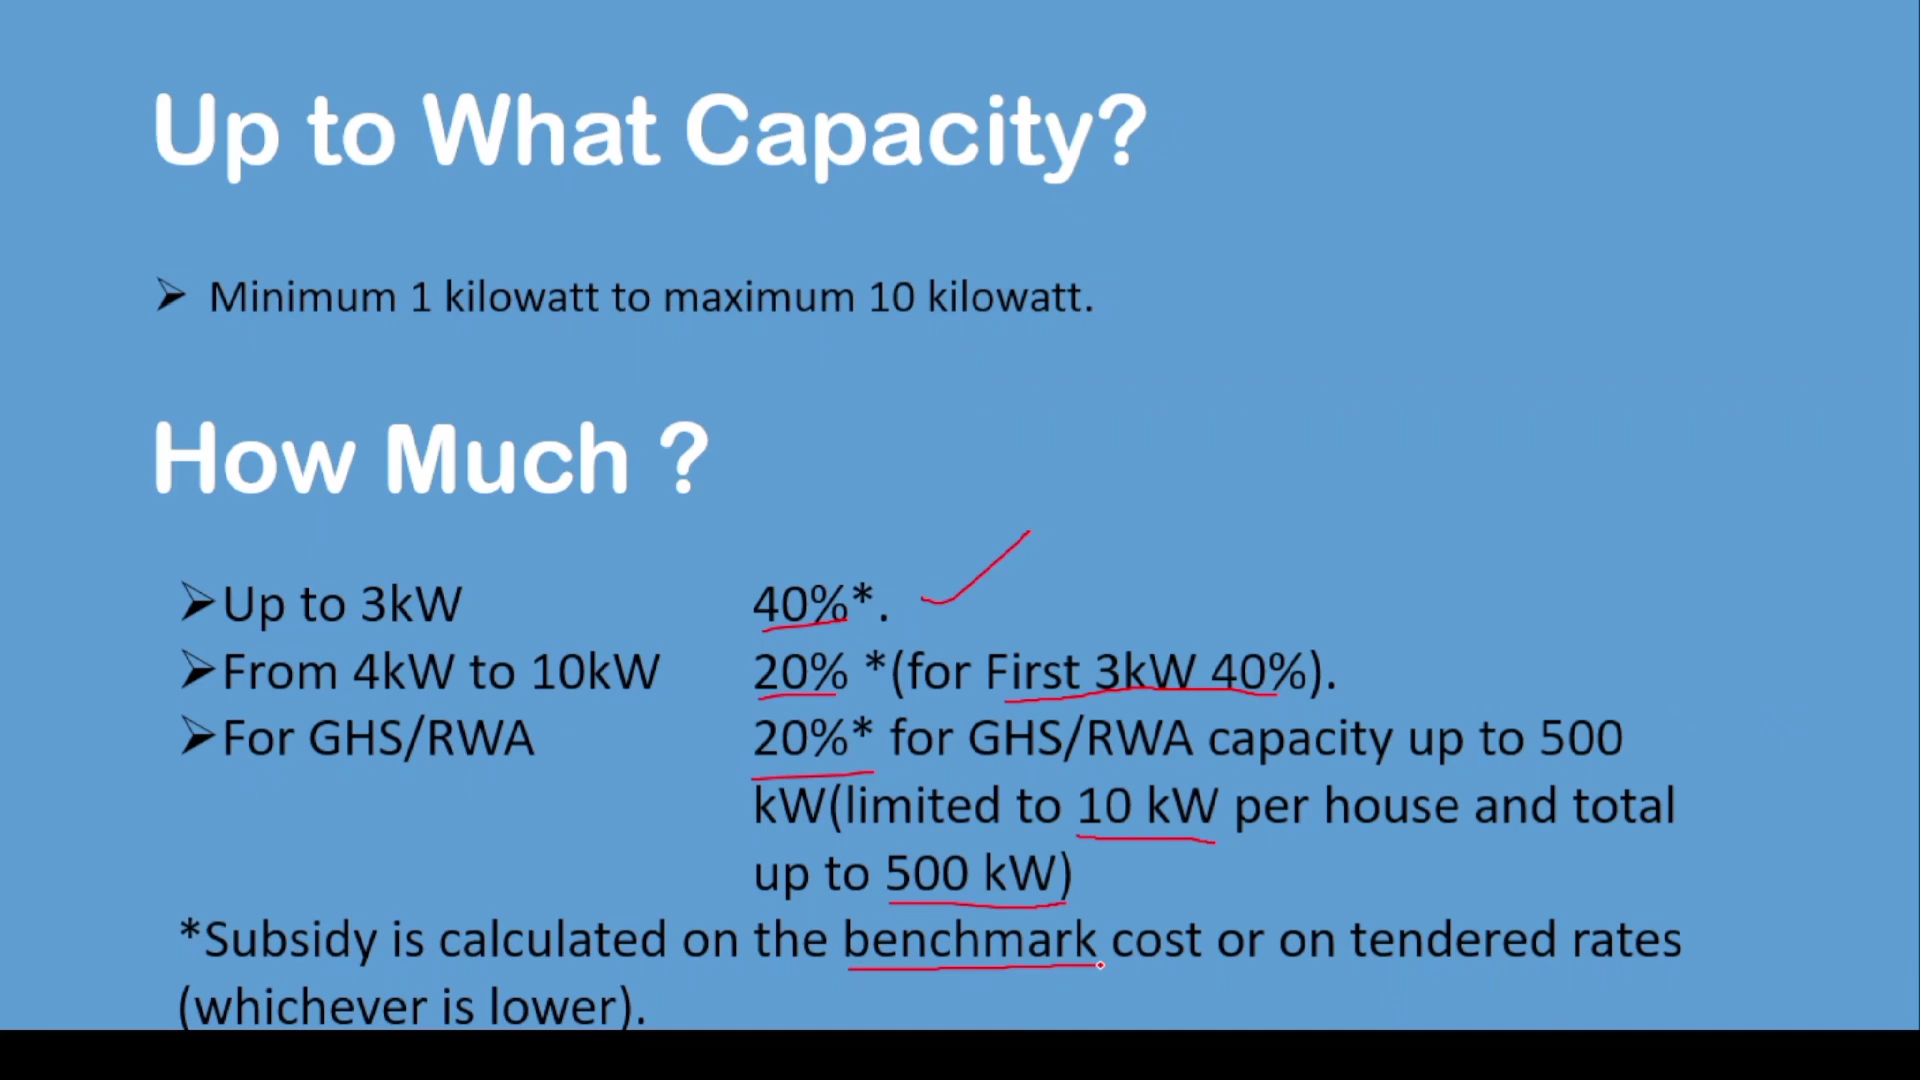 Up to What Capacity?
➢ Minimum 1 kilowatt to maximum 10 kilowatt.
How Much ?
➢Up to 3kW 40%*.
➢From 4kW to 10kW 20% *(for First 3kW 40%).
➢For GHS/RWA 20%* for GHS/RWA capacity up to 500
kW(limited to 10 kW per house and total
up to 500 kW)
*Subsidy is calculated on the benchmark cost or on tendered rates
(whichever is lower).